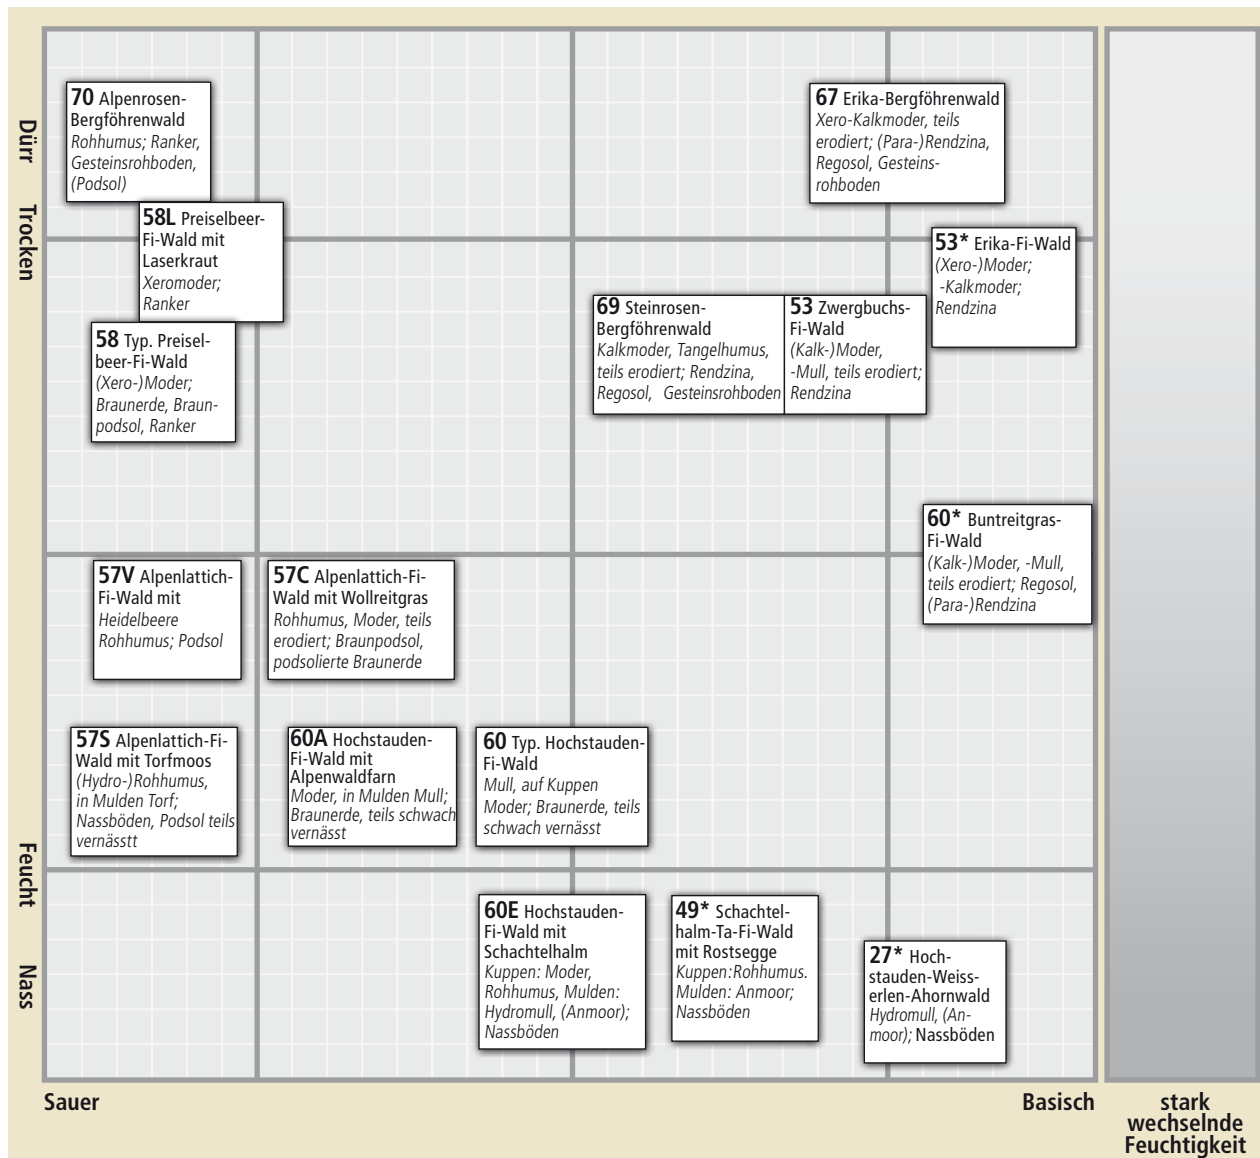 Dürr
Trocken
Feucht
Nass
70 Alpenrosen-
Bergföhrenwald
Rohhumus; Ranker,
Gesteinsrohboden,
(Podsol)
67 Erika-Bergföhrenwald
Xero-Kalkmoder, teils
erodiert; (Para-)Rendzina,
Regosol, Gesteins-
rohboden
58L Preiselbeer-
Fi-Wald mit
Laserkraut
Xeromoder;
Ranker
53* Erika-Fi-Wald
(Xero-)Moder;
-Kalkmoder;
Rendzina
69 Steinrosen-
Bergföhrenwald
Kalkmoder, Tangelhumus,
teils erodiert; Rendzina,
Regosol, Gesteinsrohboden
53 Zwergbuchs-
Fi-Wald
(Kalk-)Moder,
-Mull, teils erodiert;
Rendzina
58 Typ. Preisel-
beer-Fi-Wald
(Xero-)Moder;
Braunerde, Braun-
podsol, Ranker
60* Buntreitgras-
Fi-Wald
(Kalk-)Moder, -Mull,
teils erodiert; Regosol,
(Para-)Rendzina
57V Alpenlattich-
Fi-Wald mit
Heidelbeere
Rohhumus; Podsol
57C Alpenlattich-Fi-
Wald mit Wollreitgras
Rohhumus, Moder, teils
erodiert; Braunpodsol,
podsolierte Braunerde
57S Alpenlattich-Fi-
Wald mit Torfmoos
(Hydro-)Rohhumus,
in Mulden Torf;
Nassböden, Podsol teils
vernässtt
60A Hochstauden-
Fi-Wald mit
Alpenwaldfarn
Moder, in Mulden Mull;
Braunerde, teils schwach
vernässt
60 Typ. Hochstauden-
Fi-Wald
Mull, auf Kuppen
Moder; Braunerde, teils
schwach vernässt
60E Hochstauden-
Fi-Wald mit
Schachtelhalm
Kuppen: Moder,
Rohhumus, Mulden:
Hydromull, (Anmoor);
Nassböden
49* Schachtel-
halm-Ta-Fi-Wald
mit Rostsegge
Kuppen:Rohhumus.
Mulden: Anmoor;
Nassböden
27* Hoch-
stauden-Weiss-
erlen-Ahornwald
Hydromull, (An-
moor); Nassböden
Sauer
Basisch
stark
wechselnde
Feuchtigkeit